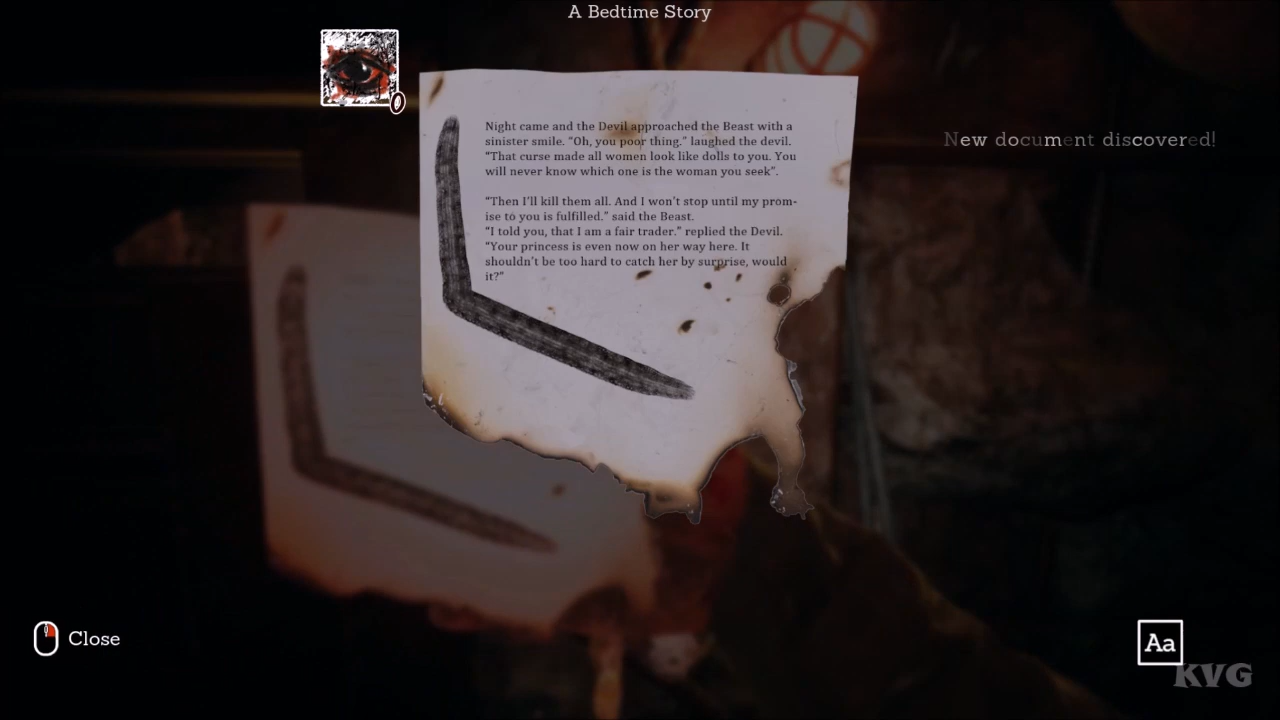 A Bedtime Story
0
New document discovered!
Night came and the Devil approached the Beast with a
sinister smile. "Oh, you poor thing." laughed the devil.
"That curse made all women look like dolls to you. You
will never know which one is the woman you seek".
"Then I'll kill them all. And I won't stop until my prom-
ise to you is fulfilled." said the Beast.
"I told you, that I am a fair trader." replied the Devil.
"Your princess is even now on her way here. It
shouldn't be too hard to catch her by surprise, would
it?"
Close
Aa
KVG